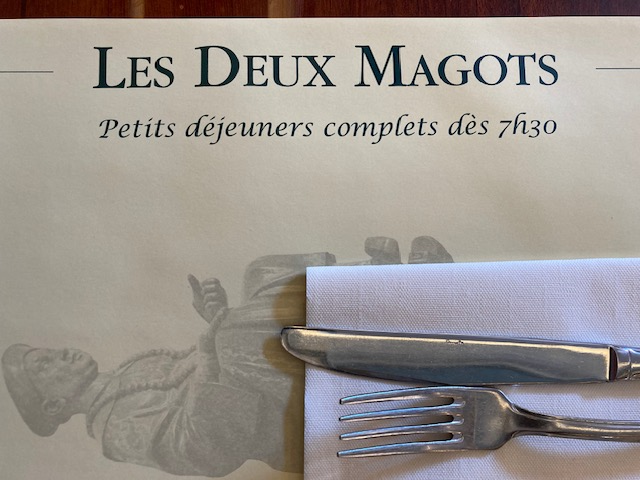 LES DEUX MAGOTS
Petits déjeuners complets dès 7h30